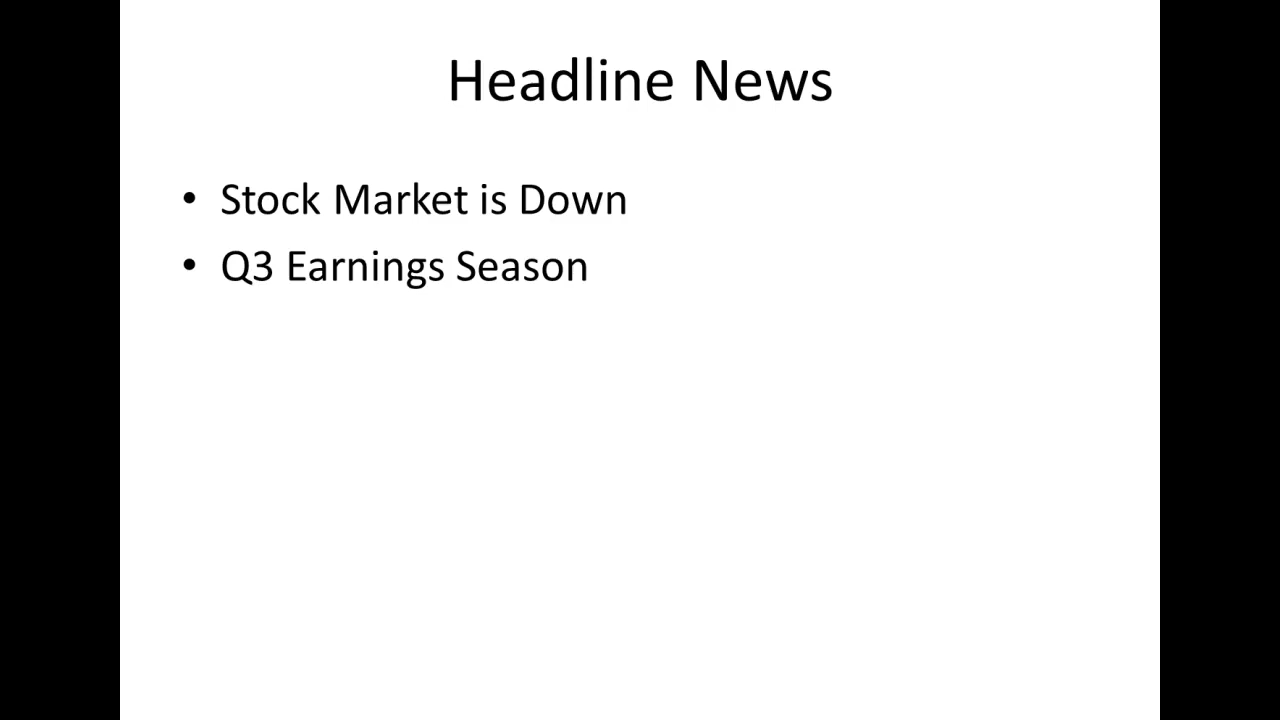 Headline News
• Stock Market is Down
• Q3 Earnings Season